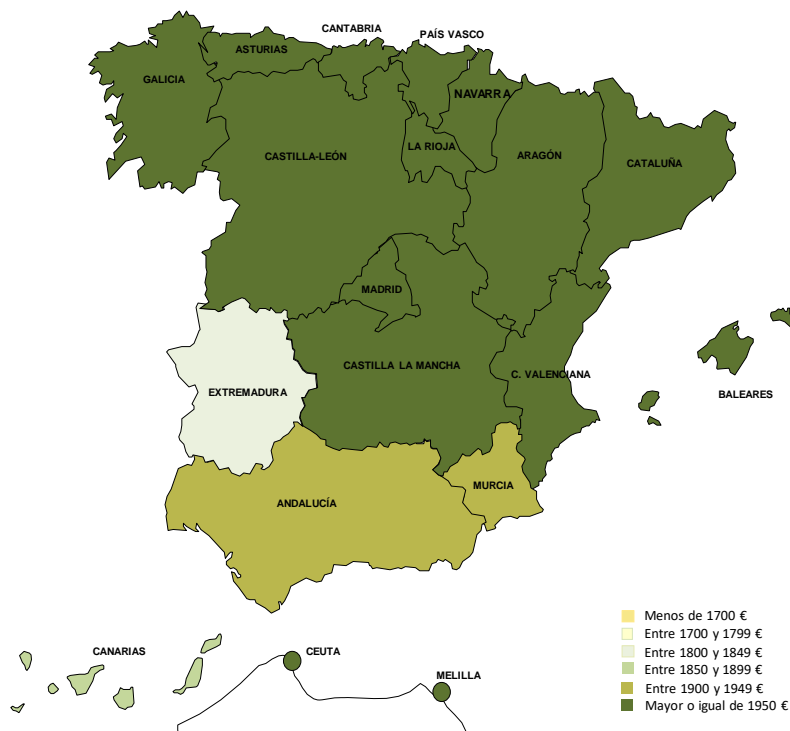 CANTABRIA
PAÍS VASCO
ASTURIAS
GALICIA
NAVARRA
LA RIOJA
CASTILLA-LEÓN
ARAGÓN
CATALUÑA
MADRID
CASTILLA LA MANCHA
C. VALENCIANA
EXTREMADURA
BALEARES
MURCIA
ANDALUCÍA
CANARIAS
CEUTA
MELILLA
Menos de 1700 €
Entre 1700 y 1799 €
Entre 1800 y 1849 €
Entre 1850 y 1899 €
Entre 1900 y 1949 €
Mayor o igual de 1950 €